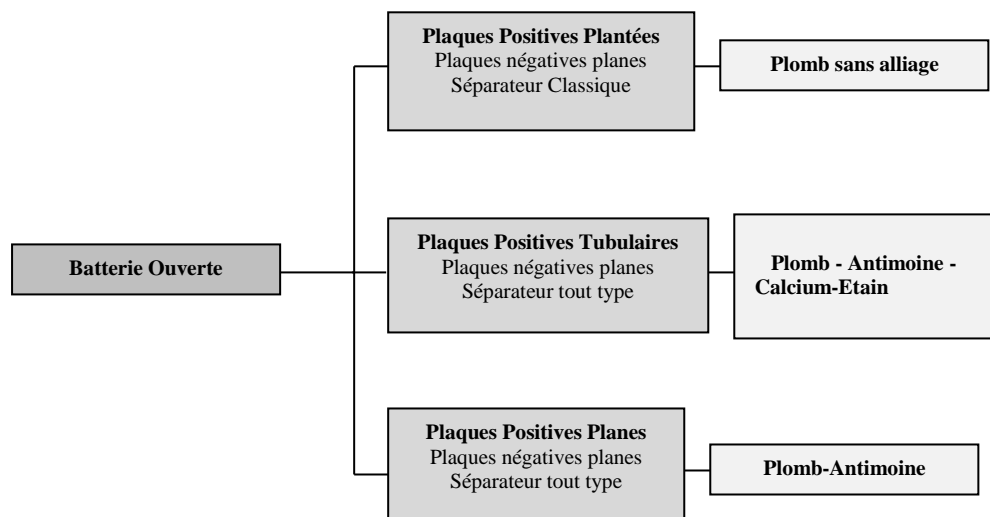 Batterie Ouverte
Plaques Positives Plantées
Plaques négatives planes
Séparateur Classique
Plomb sans alliage
Plaques Positives Tubulaires
Plaques négatives planes
Séparateur tout type
Plomb - Antimoine -
Calcium-Etain
Plaques Positives Planes
Plaques négatives planes
Séparateur tout type
Plomb-Antimoine